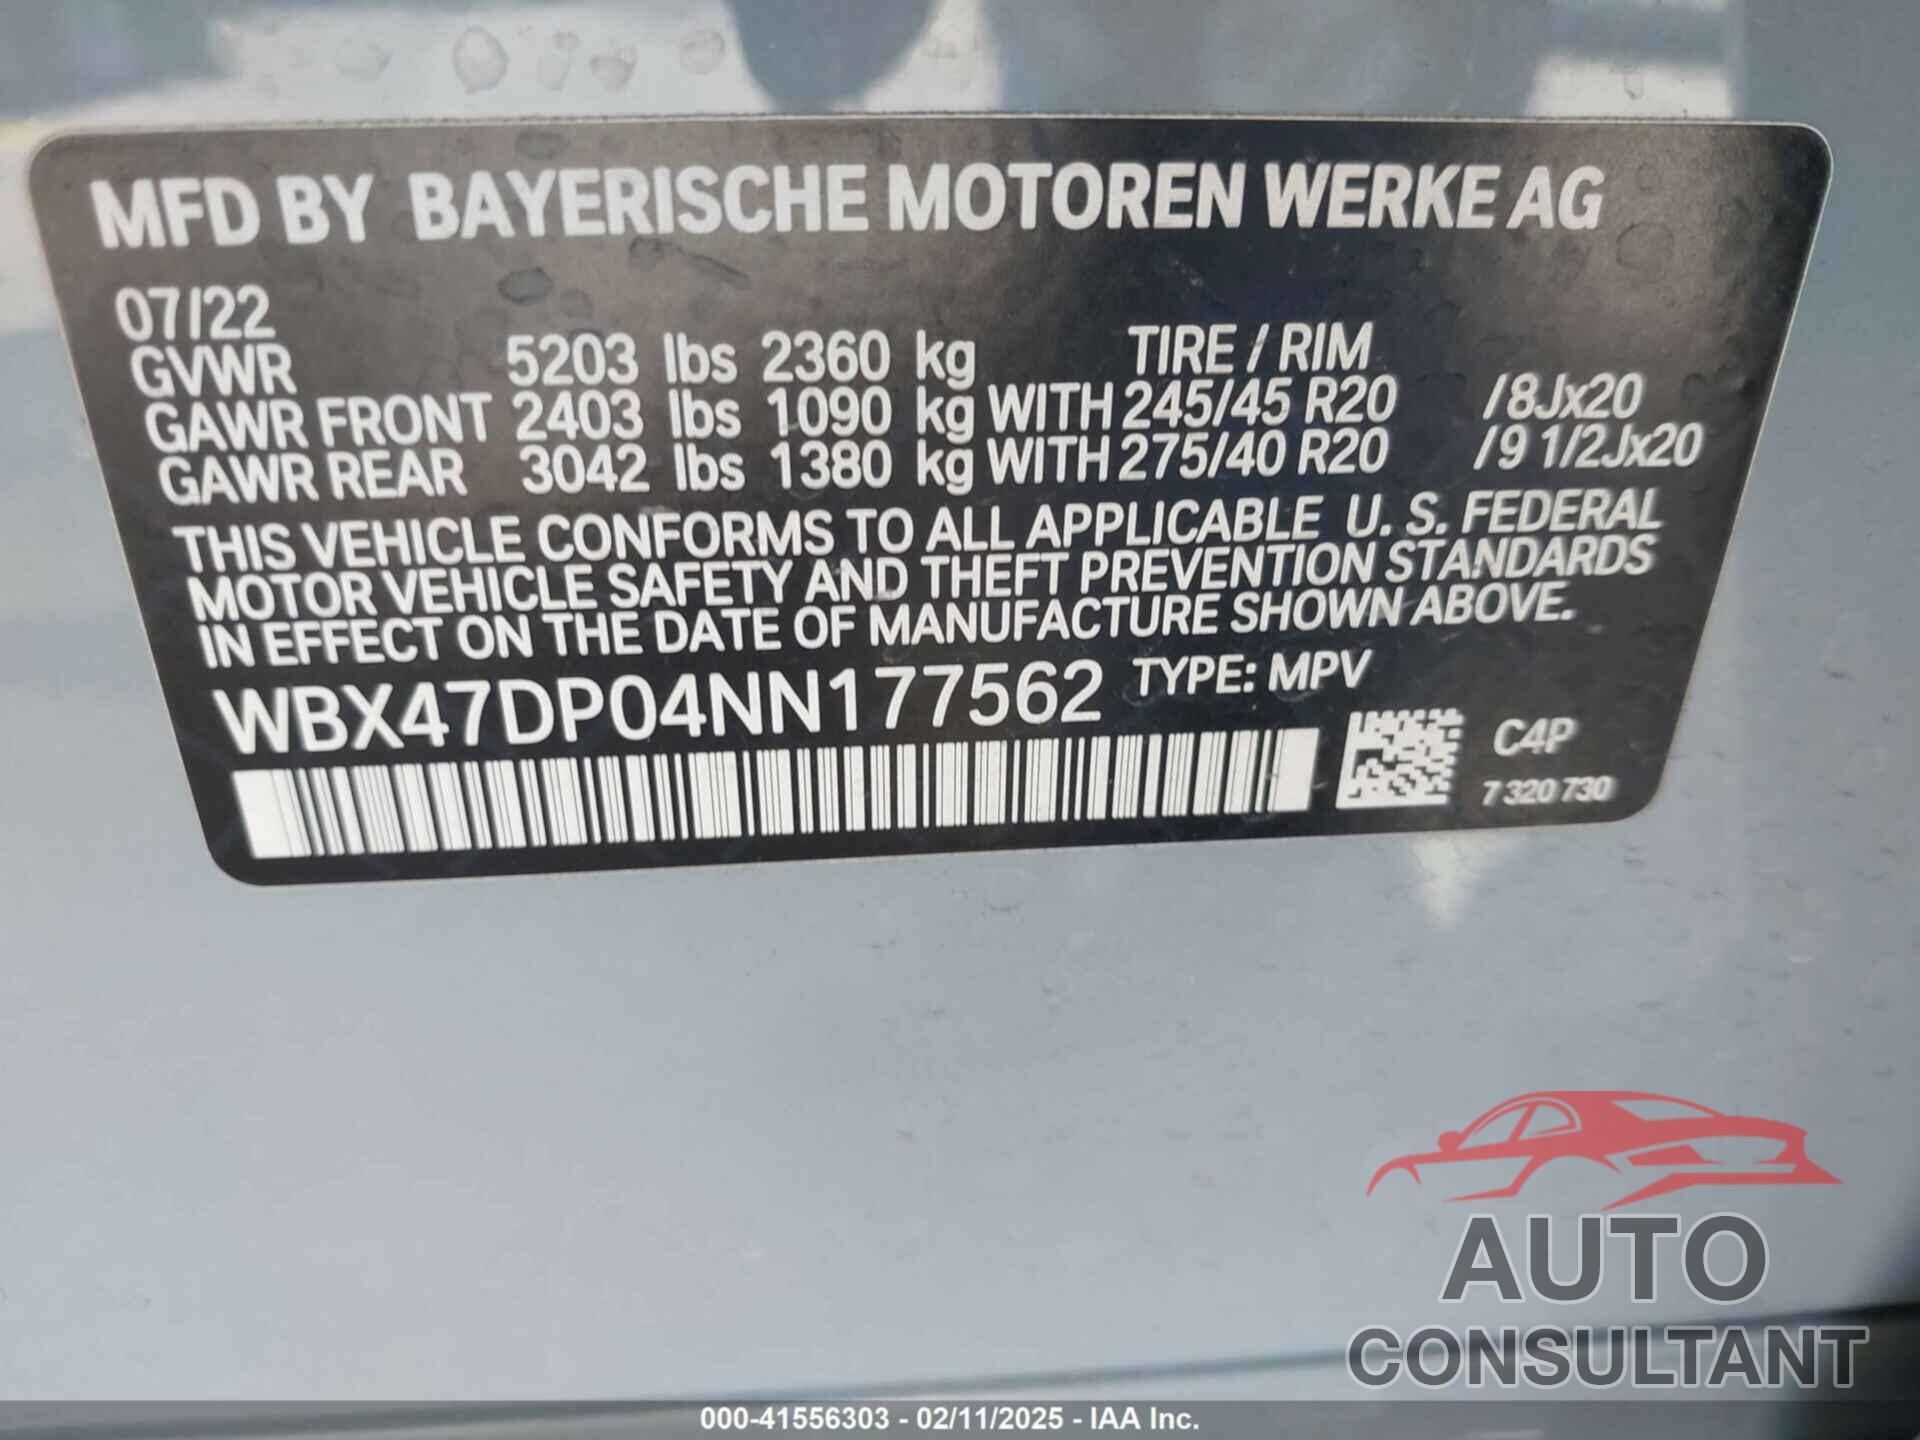 MFD BY BAYERISCHE MOTOREN WERKE AG
07/22
GVWR 5203 lbs 2360 kg TIRE / RIM
GAWR FRONT 2403 lbs 1090 kg WITH 245/45 R20 /8Jx20
GAWR REAR 3042 lbs 1380 kg WITH 275/40 R20 /9 1/2Jx20
THIS VEHICLE CONFORMS TO ALL APPLICABLE U. S. FEDERAL
MOTOR VEHICLE SAFETY AND THEFT PREVENTION STANDARDS
IN EFFECT ON THE DATE OF MANUFACTURE SHOWN ABOVE.
WBX47DP04NN177562 TYPE: MPV
C4P
7 320 730
AUTO
CONSULTANT
000-41556303 - 02/11/2025 - IAA Inc.